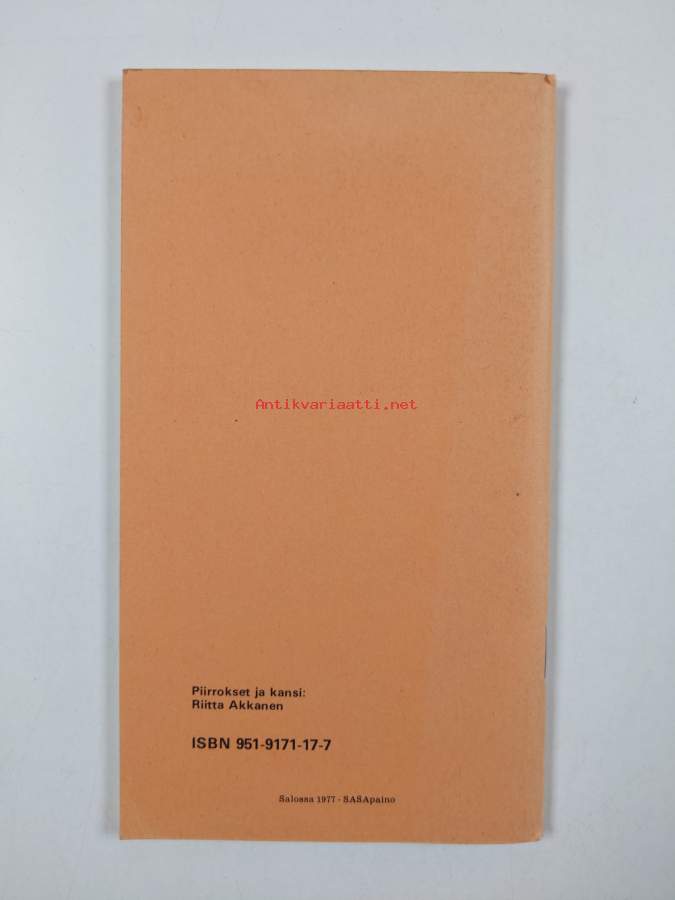 Antikvariaatti.net
Piirrokset ja kansi:
Riitta Akkanen
ISBN 951-9171-17-7
Salossa 1977 - SASApaino